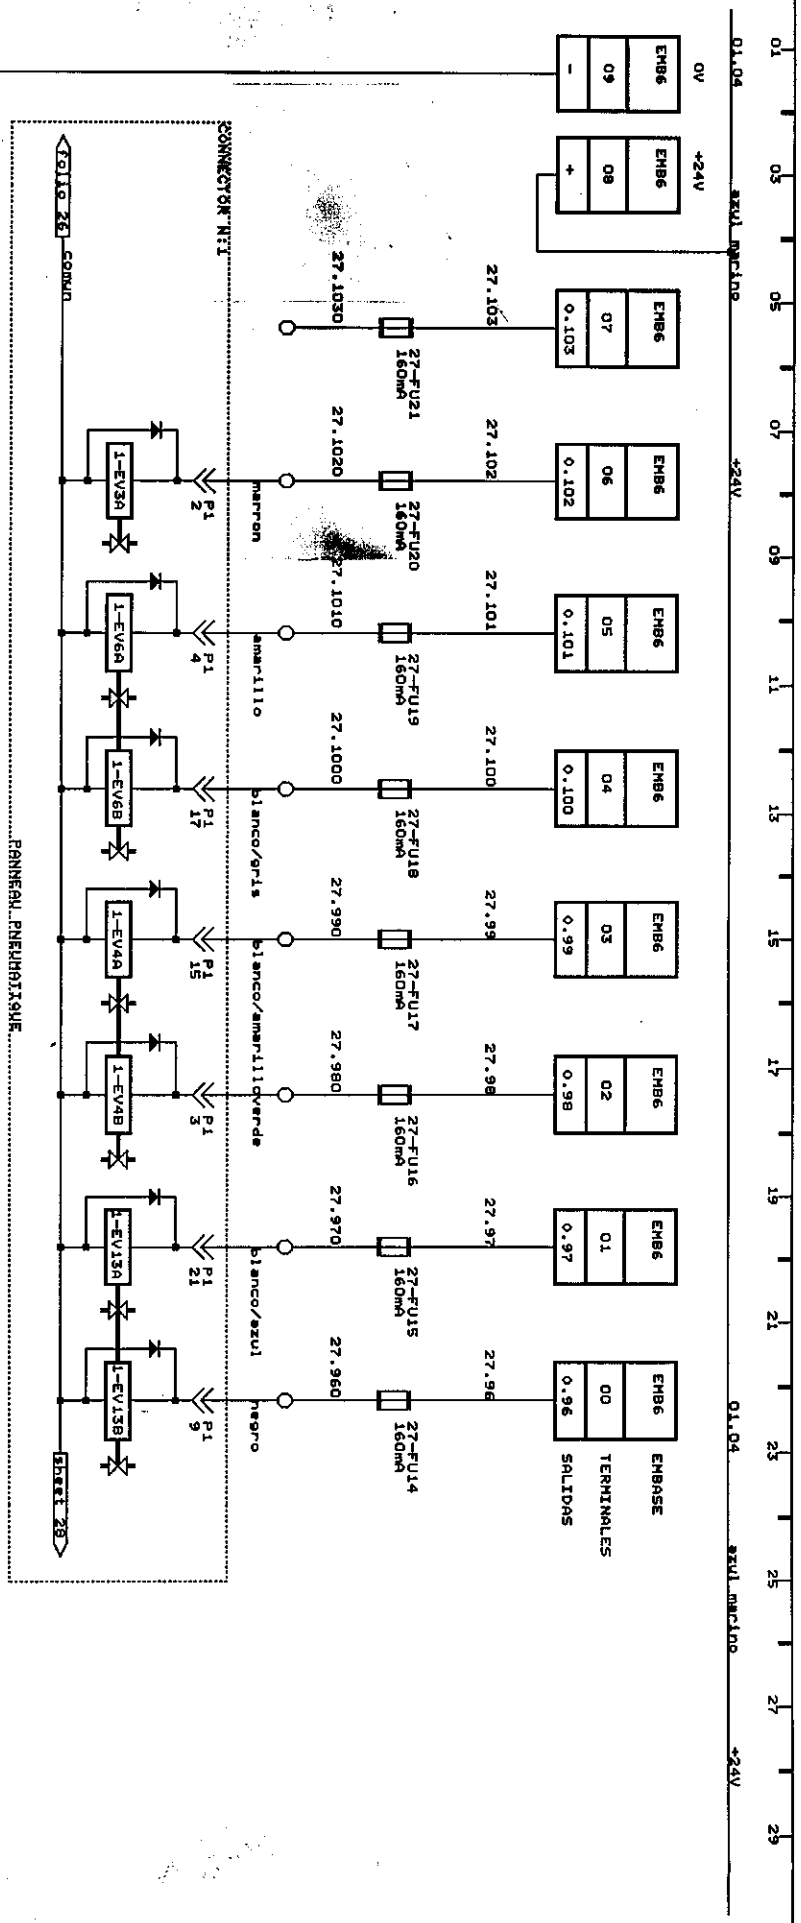 01 03 05 07 09 11 13 15 17 19 21 23 25 27 29
01.04 azul marino +24V 01.04 azul marino +24V
0V +24V
EMB6 EMB6 EMB6 EMB6 EMB6 EMB6 EMB6 EMB6 EMB6 EMB6 EMBASE
09 08 07 06 05 04 03 02 01 00 TERMINALES
- + 0.103 0.102 0.101 0.100 0.99 0.98 0.97 0.96 SALIDAS
27.103 27.102 27.101 27.100 27.99 27.98 27.97 27.96
27-FU21 27-FU20 27-FU19 27-FU18 27-FU17 27-FU16 27-FU15 27-FU14
160mA 160mA 160mA 160mA 160mA 160mA 160mA 160mA
27.1030 27.1020 27.1010 27.1000 27.990 27.980 27.970 27.960
marron amarillo blanco/gris blanco/amarillo verde blanco/azul negro
CONNECTOR N:1
P1 P1 P1 P1 P1 P1 P1
2 4 17 15 3 21 9
1-EV3A 1-EV6A 1-EV6B 1-EV4A 1-EV4B 1-EV13A 1-EV13B
folio 26 comun sheet 28
PANNEAU PNEUMATIQUE